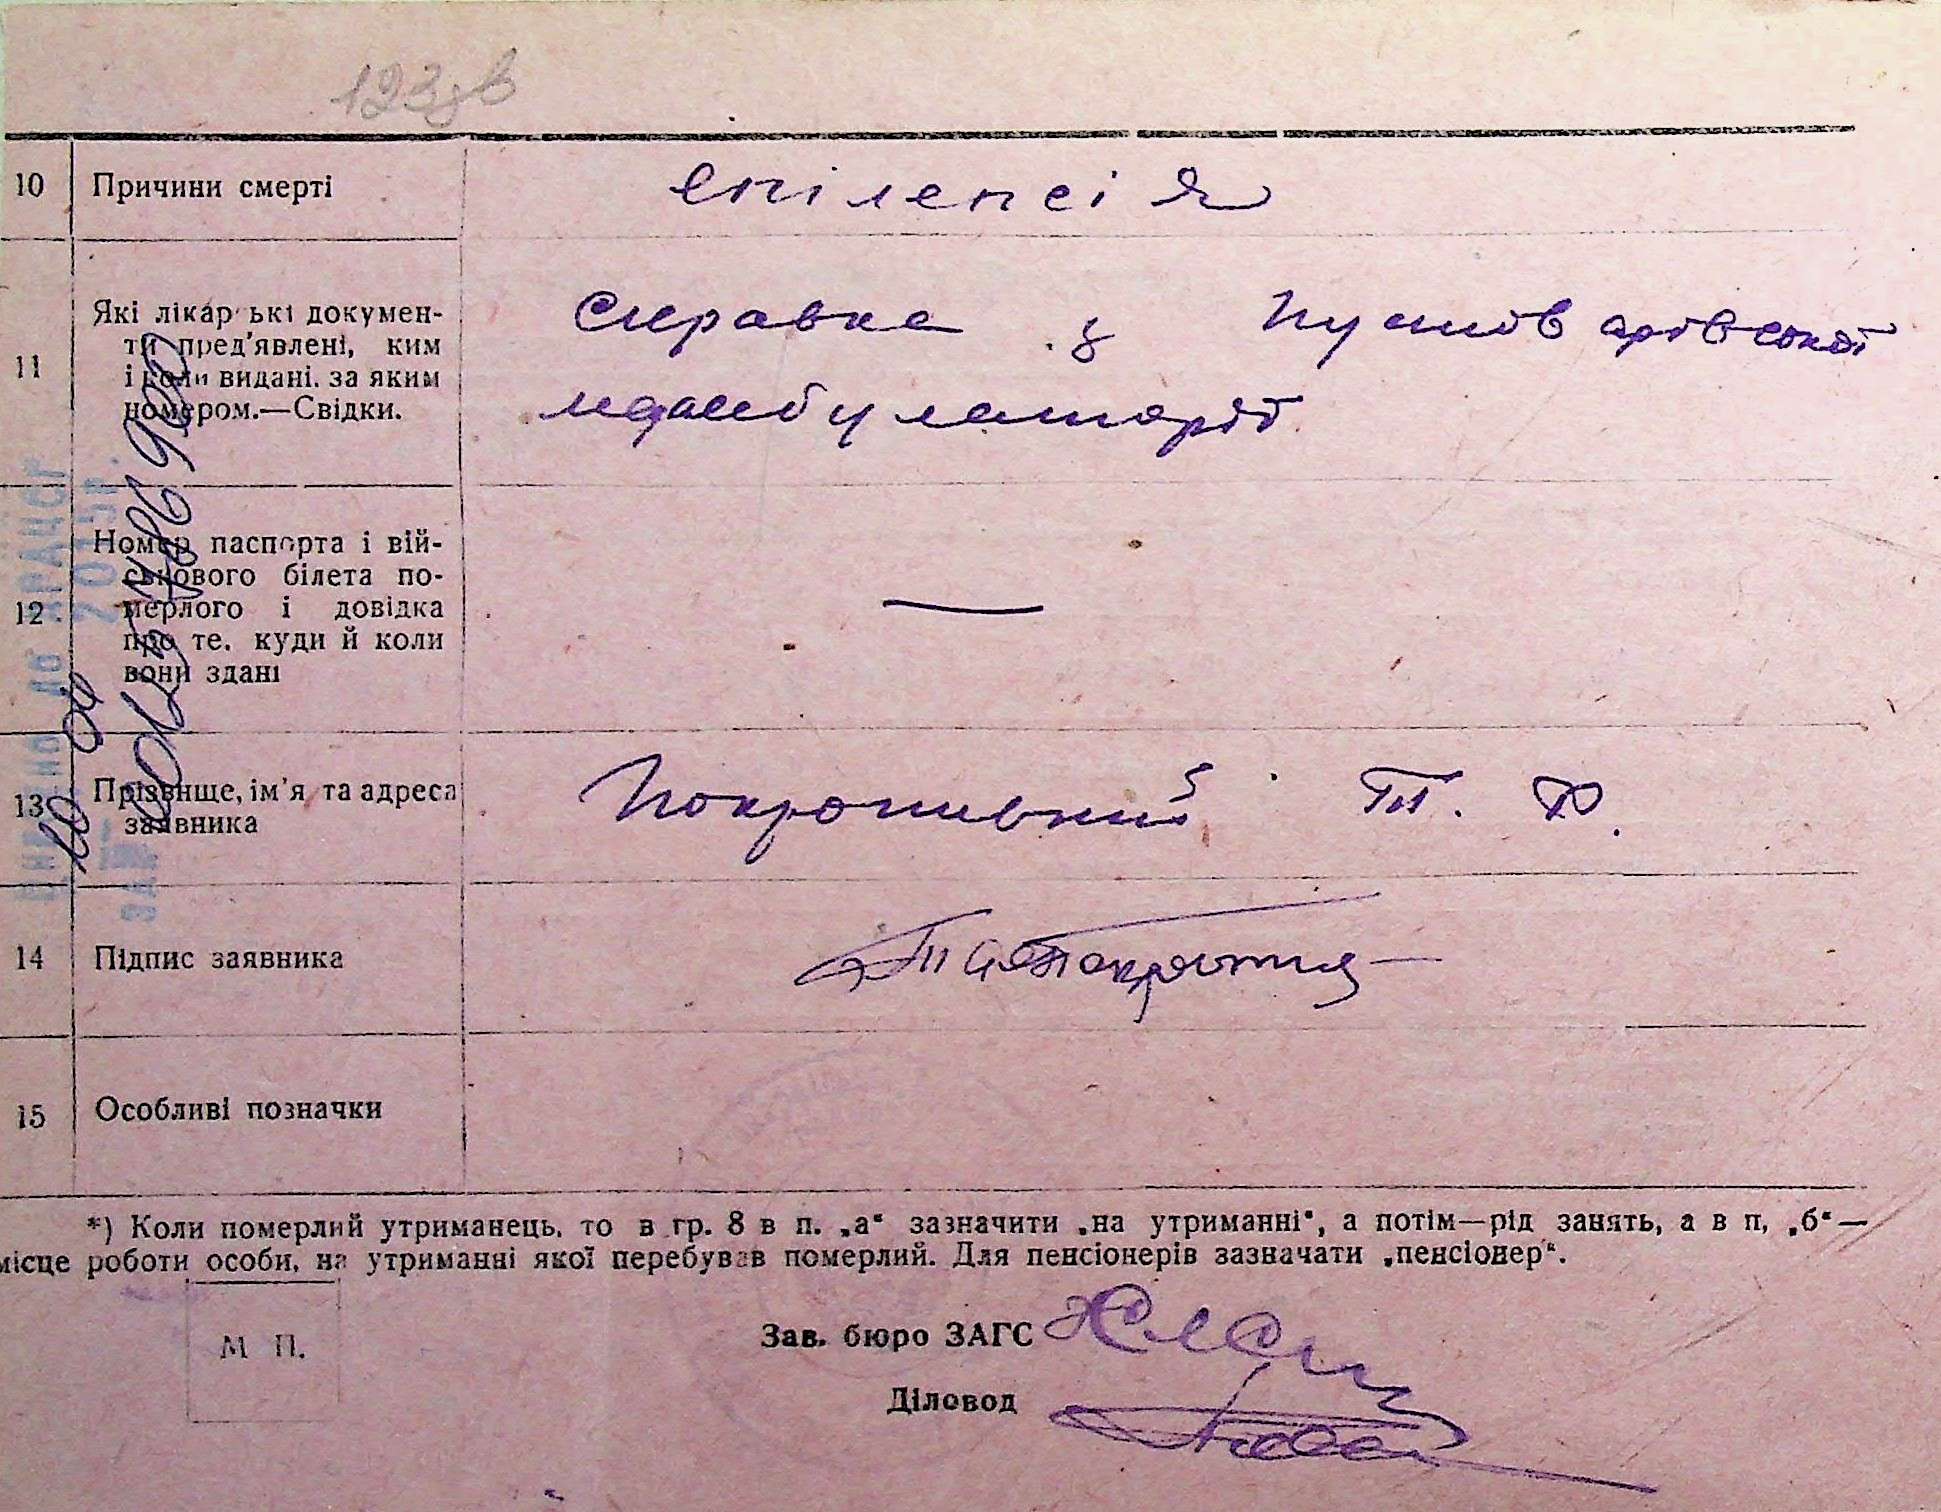 123зв
10 Причини смерті епілепсія
11 Які лікарські докумен-
ти пред'явлені, ким
і коли видані. за яким
номером.—Свідки.
Справка з Пустоварівської
медамбулаторії
12 Номер паспорта і вій-
ськового білета по-
мерлого і довідка
про те. куди й коли
вони здані
—
13 Прізвище, ім'я та адреса
заявника
Покропивний Т. Ф.
14 Підпис заявника
15 Особливі позначки
*) Коли померлий утриманець. то в гр. 8 в п. „а“ зазначити „на утриманні“, а потім—рід занять, а в п, „б“—
місце роботи особи, на утриманні якої перебував померлий. Для пенсіонерів зазначати „пенсіонер“.
М П.
Зав. бюро ЗАГС
Діловод